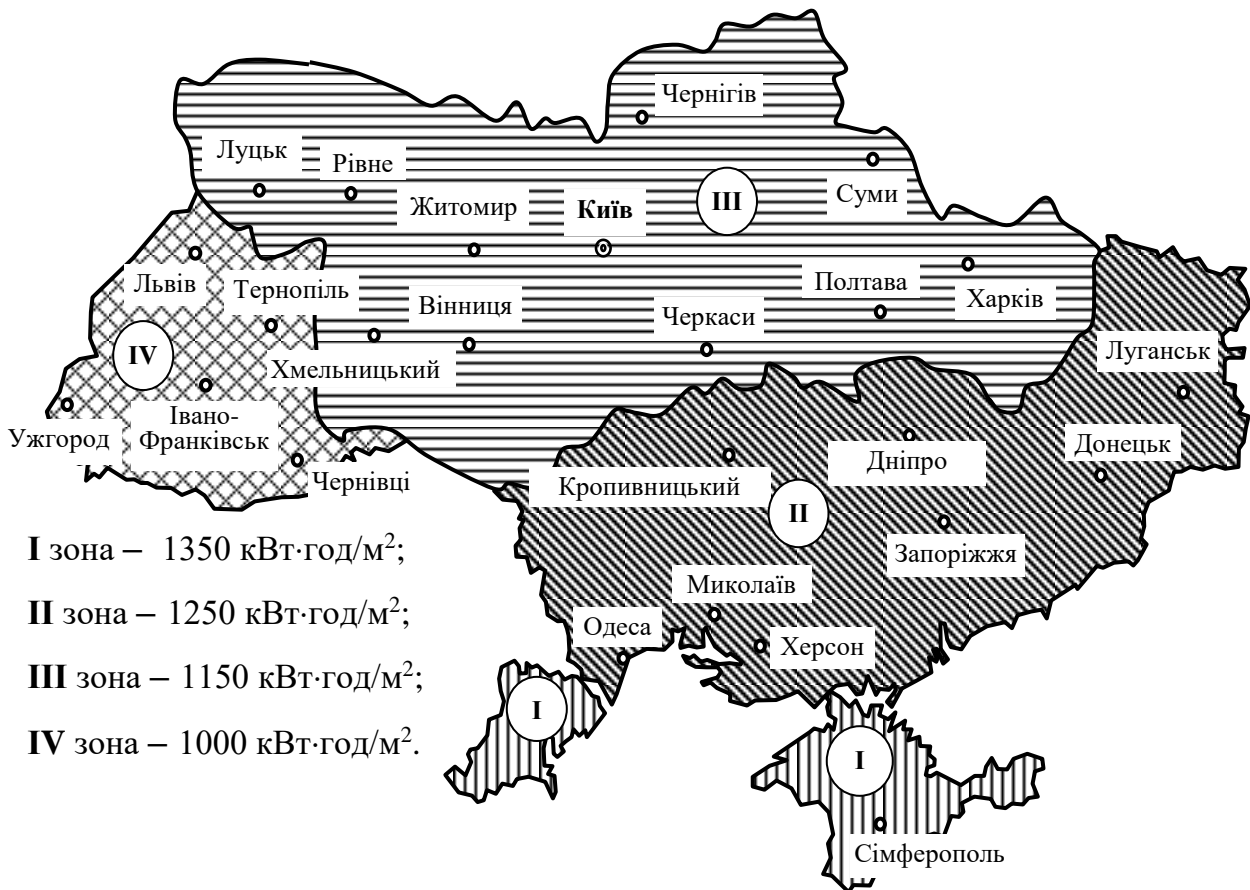 Чернігів
Луцьк
Рівне
Суми
III
Житомир
Київ
Львів
Тернопіль
Вінниця
Полтава
Харків
Черкаси
IV
Хмельницький
Луганськ
Ужгород
Івано-
Франківськ
Чернівці
Дніпро
Донецьк
Кропивницький
II
Запоріжжя
I зона – 1350 кВт·год/м²;
II зона – 1250 кВт·год/м²;
III зона – 1150 кВт·год/м²;
IV зона – 1000 кВт·год/м².
Миколаїв
Одеса
Херсон
I
I
Сімферополь